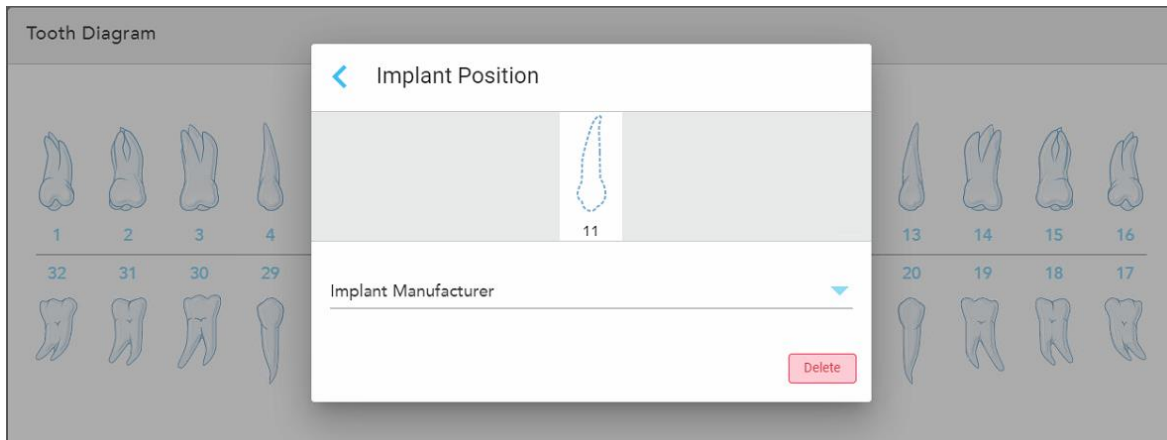 Tooth Diagram
Implant Position
11
1 2 3 4 13 14 15 16
32 31 30 29 20 19 18 17
Implant Manufacturer
Delete